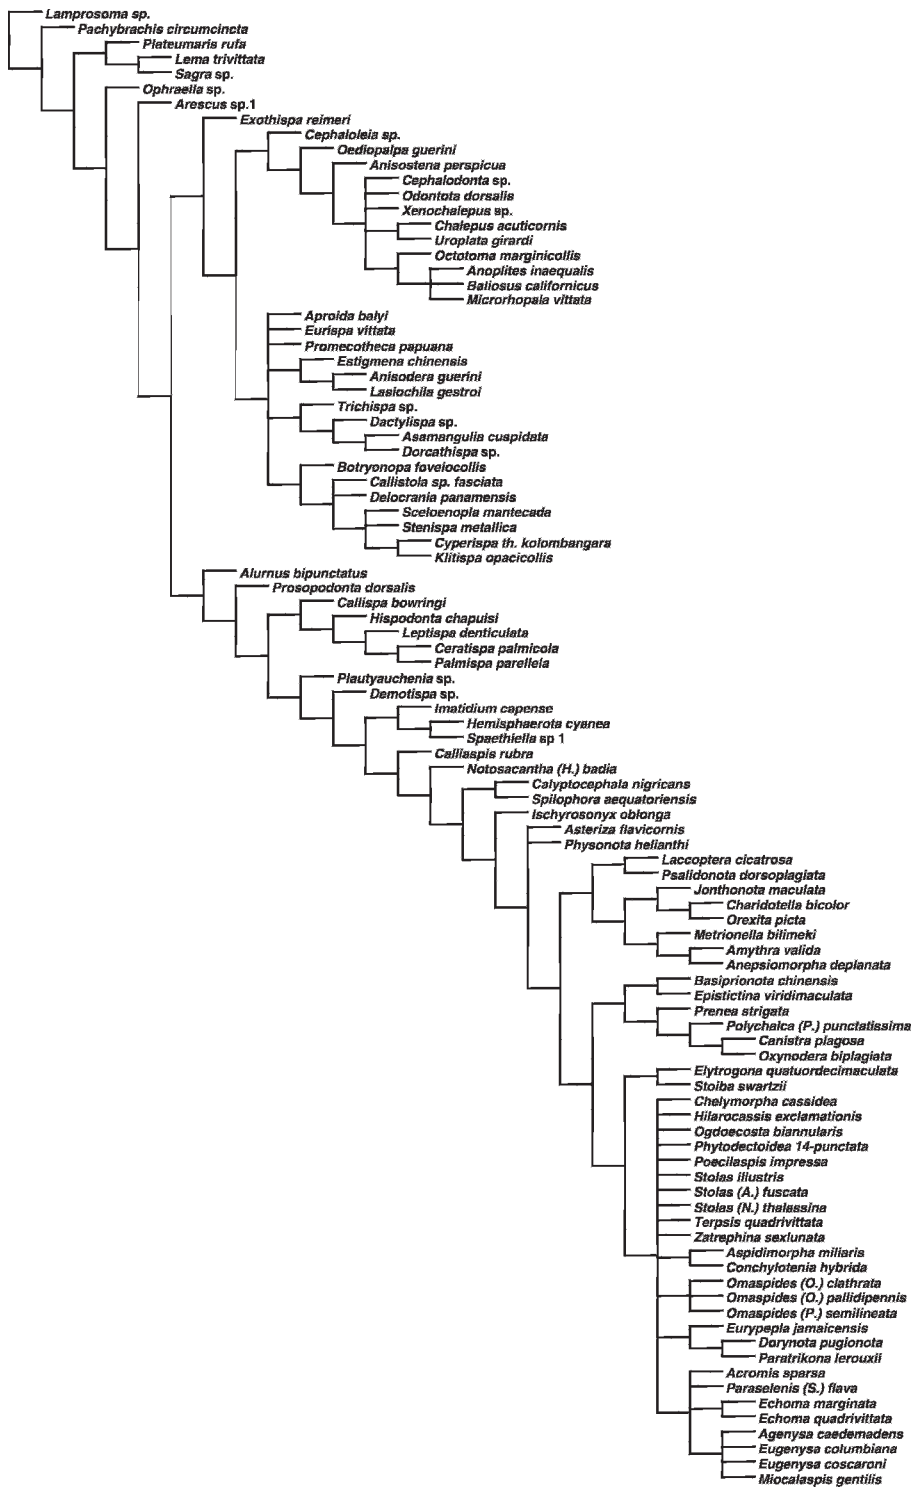 Lamprosoma sp.
Pachybrachis circumcincta
Plateumaris rufa
Lema trivittata
Sagra sp.
Ophraella sp.
Arescus sp.1
Exothispa reimeri
Cephaloleia sp.
Oediopalpa guerini
Anisostena perspicua
Cephalodonta sp.
Odontota dorsalis
Xenochalepus sp.
Chalepus acuticornis
Uroplata girardi
Octotoma marginicollis
Anoplites inaequalis
Baliosus californicus
Microrhopala vittata
Aproida balyi
Eurispa vittata
Promecotheca papuana
Estigmena chinensis
Anisodera guerini
Lasiochila gestroi
Trichispa sp.
Dactylispa sp.
Asamangulia cuspidata
Dorcathispa sp.
Botryonopa foveiocollis
Callistola sp. fasciata
Delocrania panamensis
Sceloenopla mantecada
Stenispa metallica
Cyperispa th. kolombangara
Klitispa opacicollis
Alurnus bipunctatus
Prosopodonta dorsalis
Callispa bowringi
Hispodonta chapuisi
Leptispa denticulata
Ceratispa palmicola
Palmispa parellela
Plautyauchenia sp.
Demotispa sp.
Imatidium capense
Hemisphaerota cyanea
Spaethiella sp 1
Calliaspis rubra
Notosacantha (H.) badia
Calyptocephala nigricans
Spilophora aequatoriensis
Ischyrosonyx oblonga
Asteriza flavicornis
Physonota helianthi
Laccoptera cicatrosa
Psalidonota dorsoplagiata
Jonthonota maculata
Charidotella bicolor
Orexita picta
Metrionella bilimeki
Amythra valida
Anepsiomorpha deplanata
Basiprionota chinensis
Epistictina viridimaculata
Prenea strigata
Polychalca (P.) punctatissima
Canistra plagosa
Oxynodera biplagiata
Elytrogona quatuordecimaculata
Stoiba swartzii
Chelymorpha cassidea
Hilarocassis exclamationis
Ogdoecosta biannularis
Phytodectoidea 14-punctata
Poecilaspis impressa
Stolas illustris
Stolas (A.) fuscata
Stolas (N.) thalassina
Terpsis quadrivittata
Zatrephina sexlunata
Aspidimorpha miliaris
Conchylotenia hybrida
Omaspides (O.) clathrata
Omaspides (O.) pallidipennis
Omaspides (P.) semilineata
Eurypepla jamaicensis
Dorynota pugionota
Paratrikona lerouxii
Acromis sparsa
Paraselenis (S.) flava
Echoma marginata
Echoma quadrivittata
Agenysa caedemadens
Eugenysa columbiana
Eugenysa coscaroni
Miocalaspis gentilis